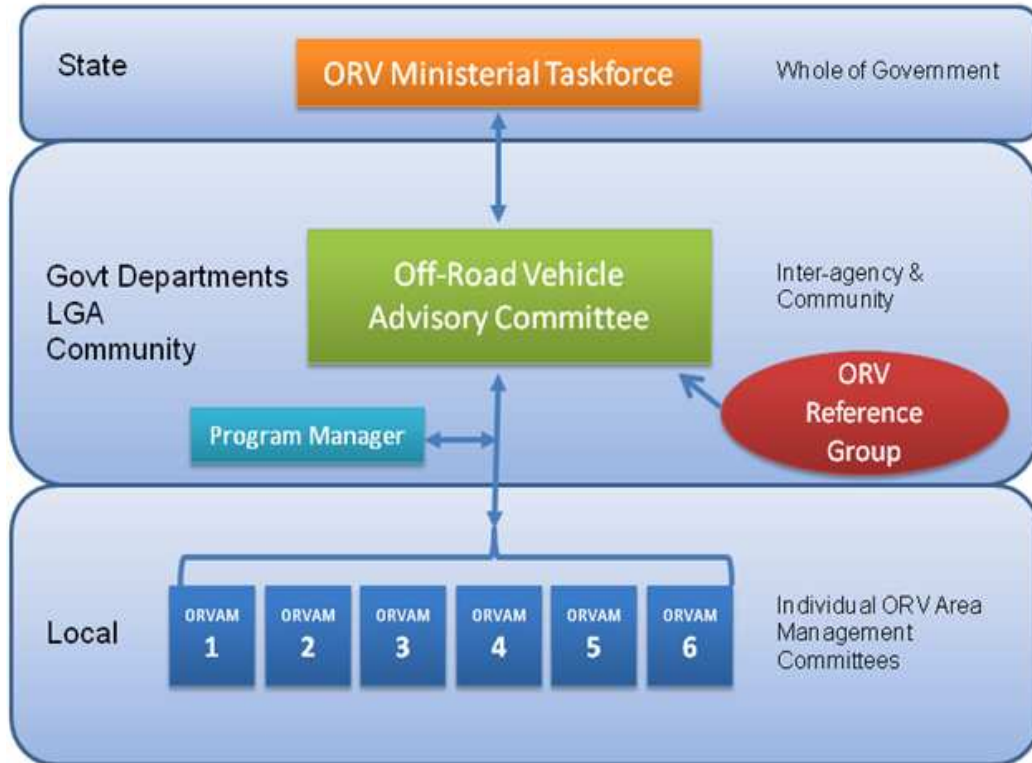 State
ORV Ministerial Taskforce
Whole of Government
Govt Departments
LGA
Community
Off-Road Vehicle
Advisory Committee
Inter-agency &
Community
ORV
Reference
Group
Program Manager
Local
ORVAM
1
ORVAM
2
ORVAM
3
ORVAM
4
ORVAM
5
ORVAM
6
Individual ORV Area
Management
Committees